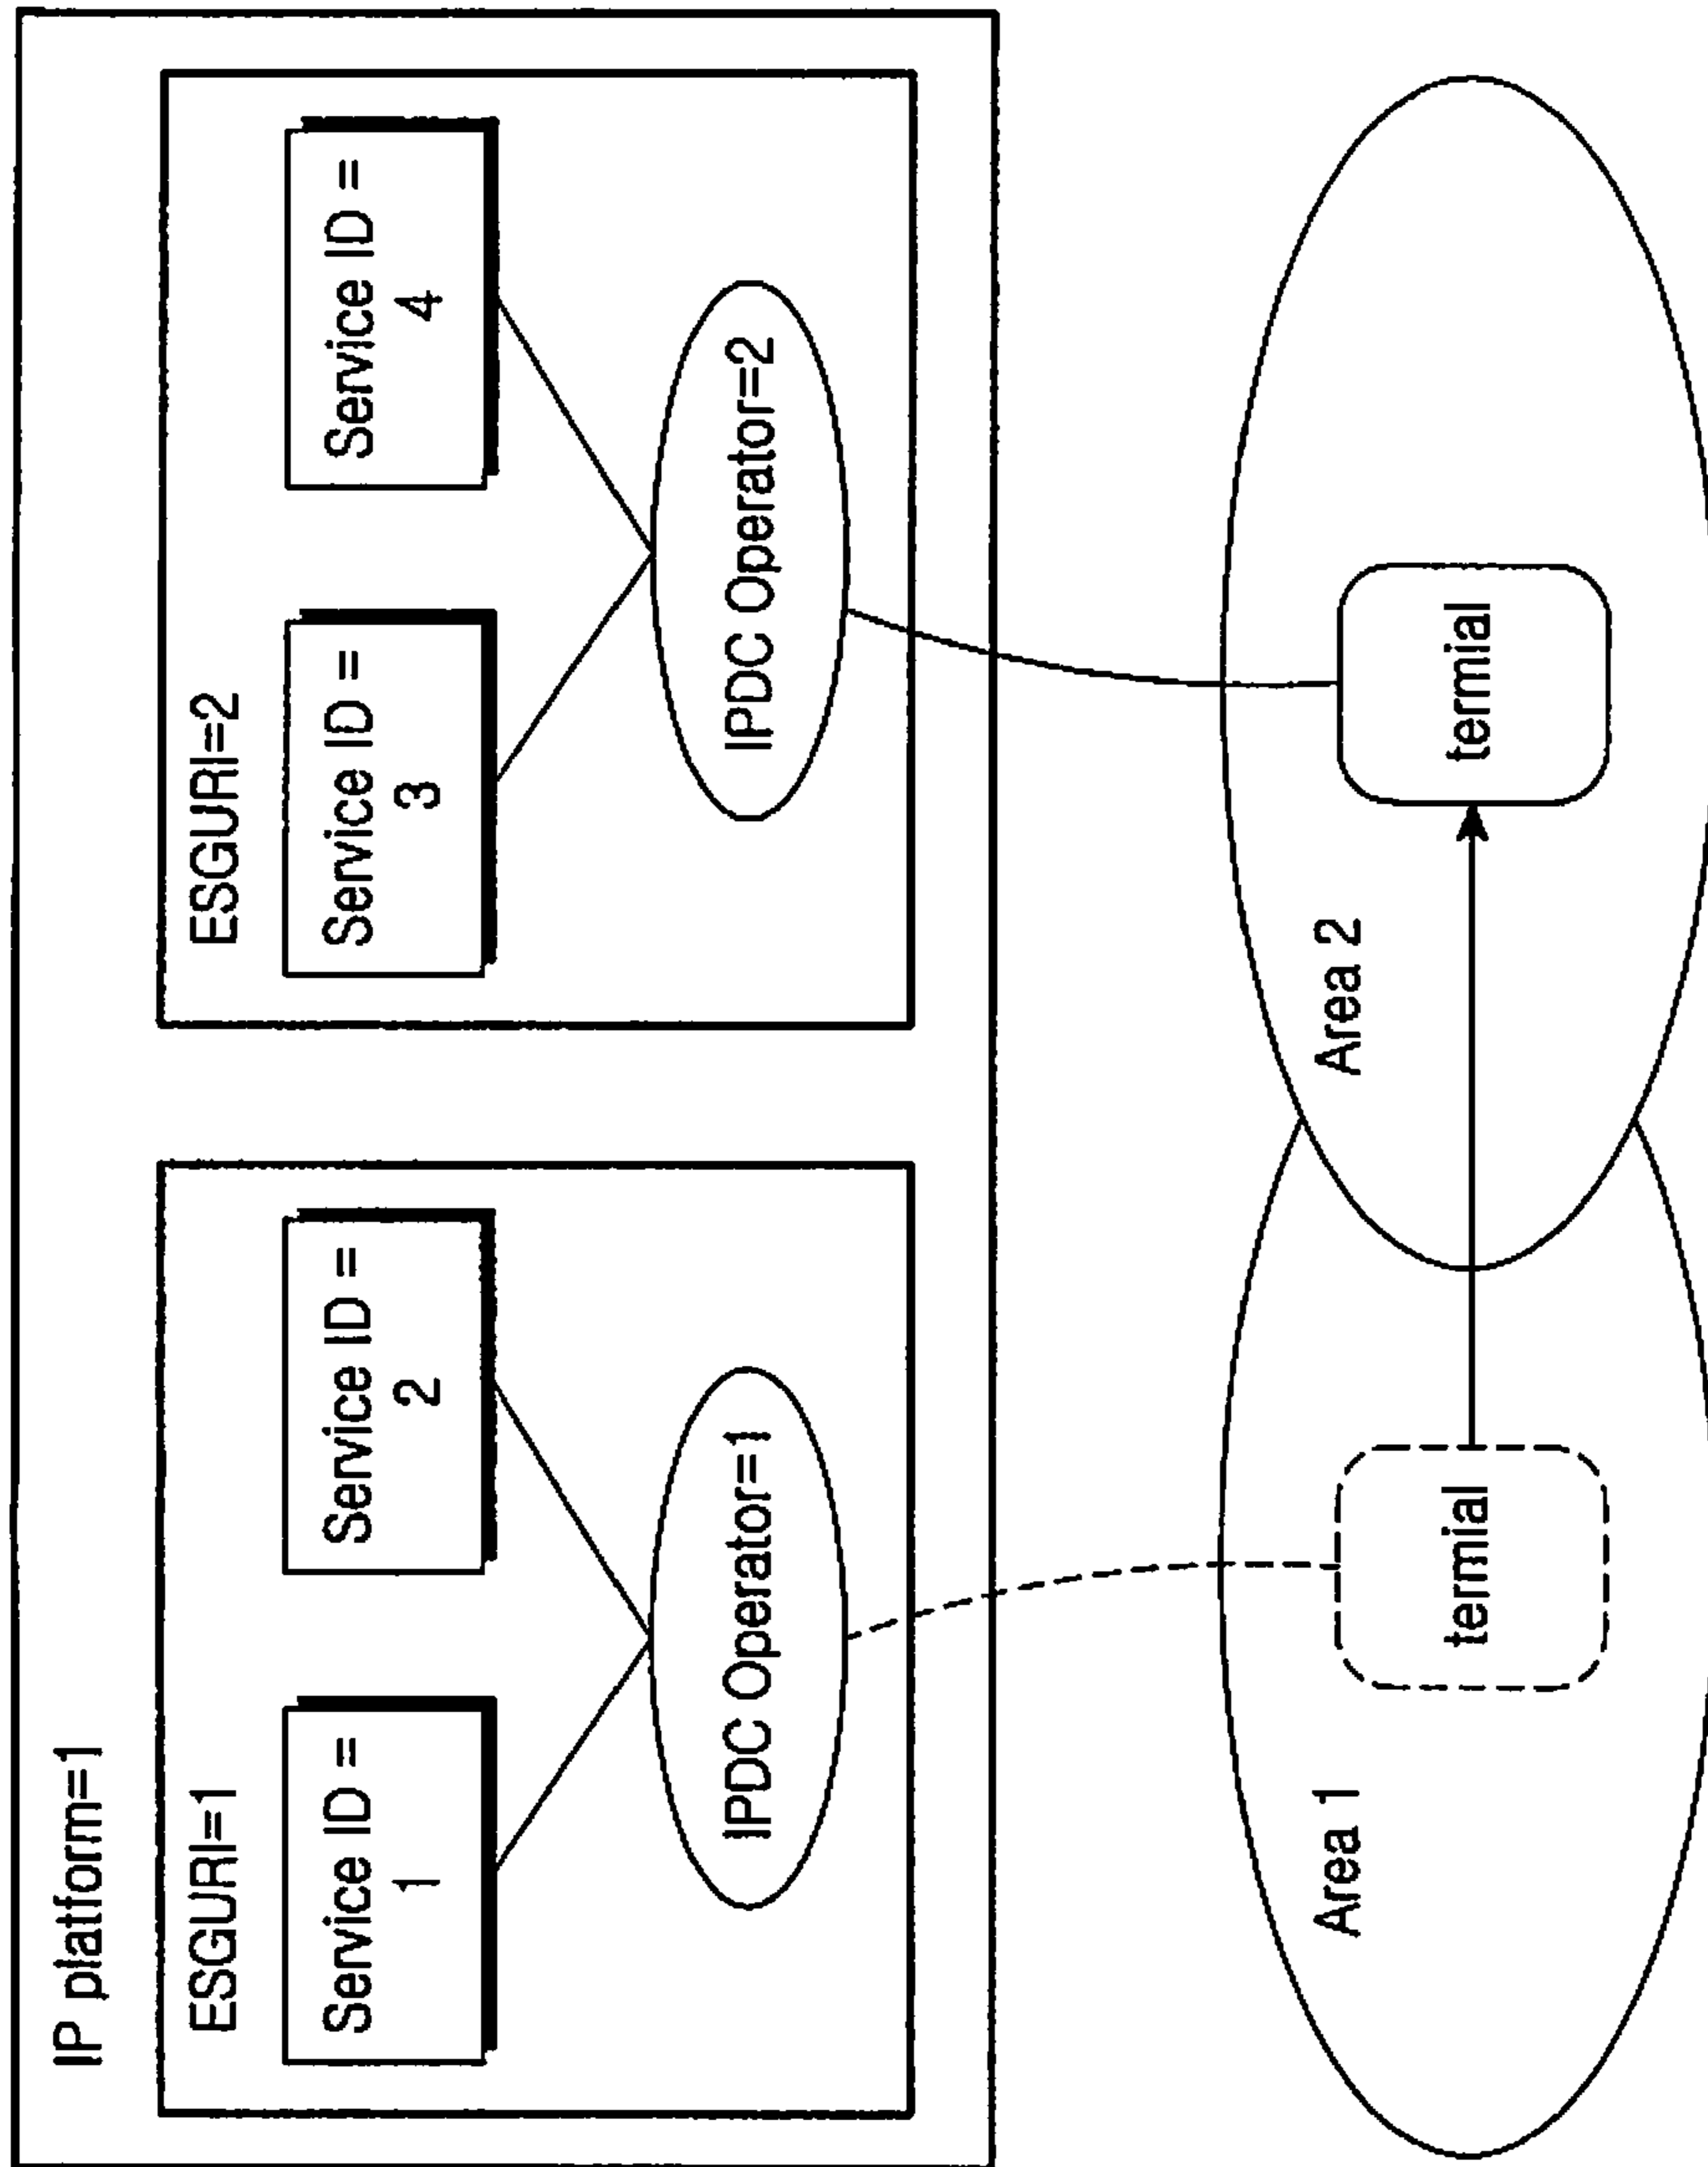 IP platform=1
ESGURI=1
Service ID =
1
Service ID =
2
IPDC Operator=1
ESGURI=2
Service ID =
3
Service ID =
4
IPDC Operator=2
Area 1
termial
Area 2
termial